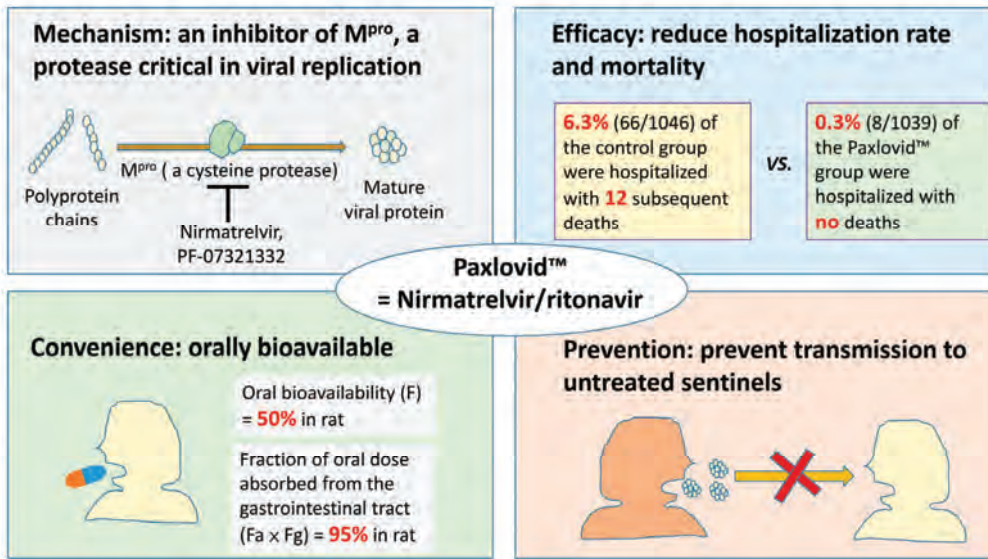 Mechanism: an inhibitor of Mᵖʳᵒ, a
protease critical in viral replication
Mᵖʳᵒ ( a cysteine protease)
Polyprotein
chains
Mature
viral protein
Nirmatrelvir,
PF-07321332
Efficacy: reduce hospitalization rate
and mortality
6.3% (66/1046) of
the control group
were hospitalized
with 12 subsequent
deaths
VS.
0.3% (8/1039) of
the Paxlovid™
group were
hospitalized with
no deaths
Paxlovid™
= Nirmatrelvir/ritonavir
Convenience: orally bioavailable
Oral bioavailability (F)
= 50% in rat
Fraction of oral dose
absorbed from the
gastrointestinal tract
(Fa x Fg) = 95% in rat
Prevention: prevent transmission to
untreated sentinels